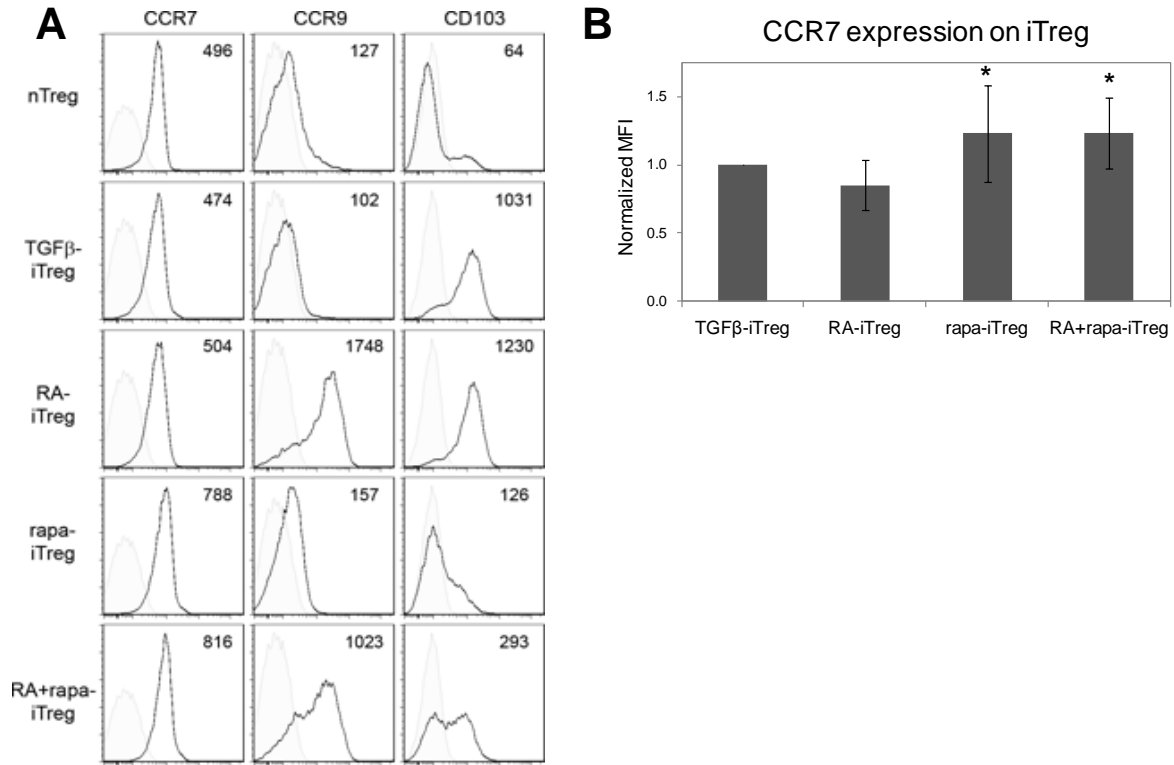 A
CCR7 CCR9 CD103
nTreg
496 127 64
TGFβ-
iTreg
474 102 1031
RA-
iTreg
504 1748 1230
rapa-
iTreg
788 157 126
RA+rapa-
iTreg
816 1023 293
B
CCR7 expression on iTreg
Normalized MFI
1.5
1.0
0.5
0.0
* *
TGFβ-iTreg RA-iTreg rapa-iTreg RA+rapa-iTreg